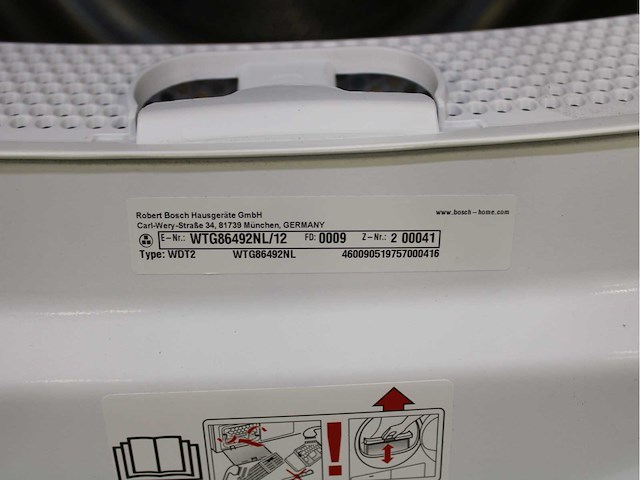 Robert Bosch Hausgeräte GmbH
www.bosch-home.com
Carl-Wery-Straße 34, 81739 München, GERMANY
E-Nr.: WTG86492NL/12 FD: 0009 Z-Nr.: 2 00041
Type: WDT2 WTG86492NL 460090519757000416
!